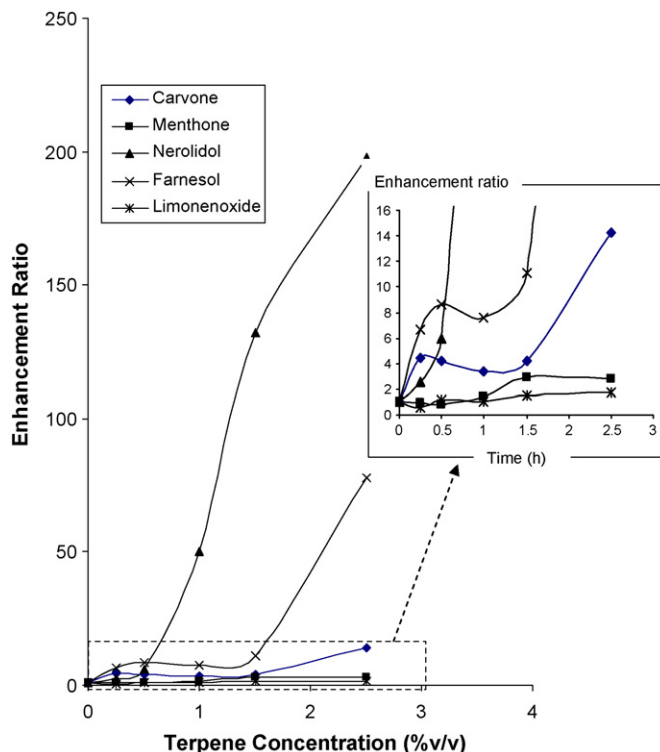 250
200
150
100
50
0
Enhancement Ratio
Carvone
Menthone
Nerolidol
Farnesol
Limonenoxide
Enhancement ratio
16
14
12
10
8
6
4
2
0
0 0.5 1 1.5 2 2.5 3
Time (h)
0 1 2 3 4
Terpene Concentration (%v/v)